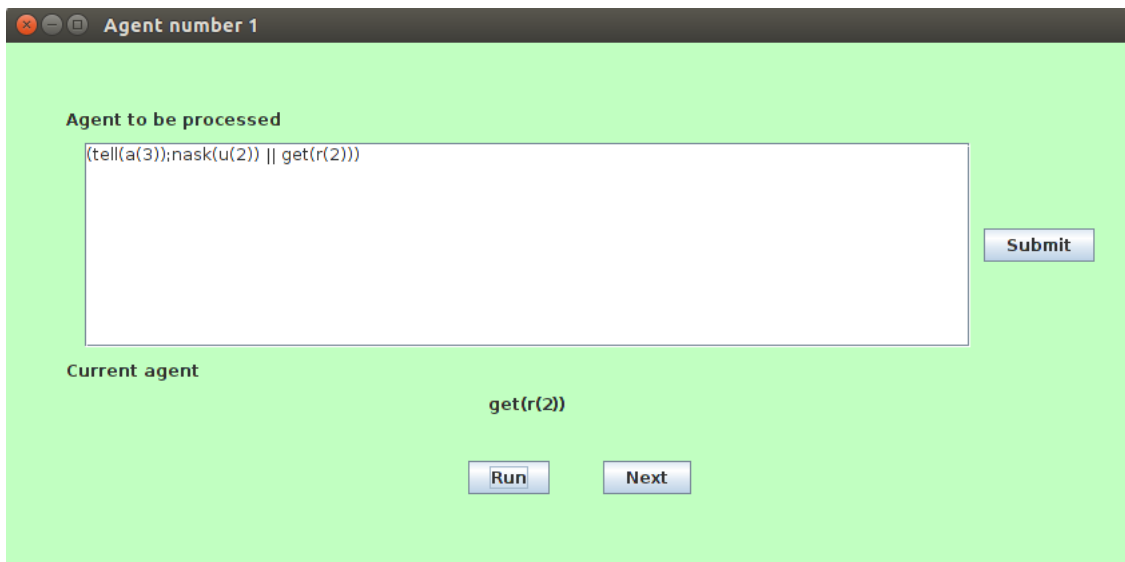 Agent number 1
Agent to be processed
(tell(a(3));nask(u(2)) || get(r(2)))
Submit
Current agent
get(r(2))
Run Next